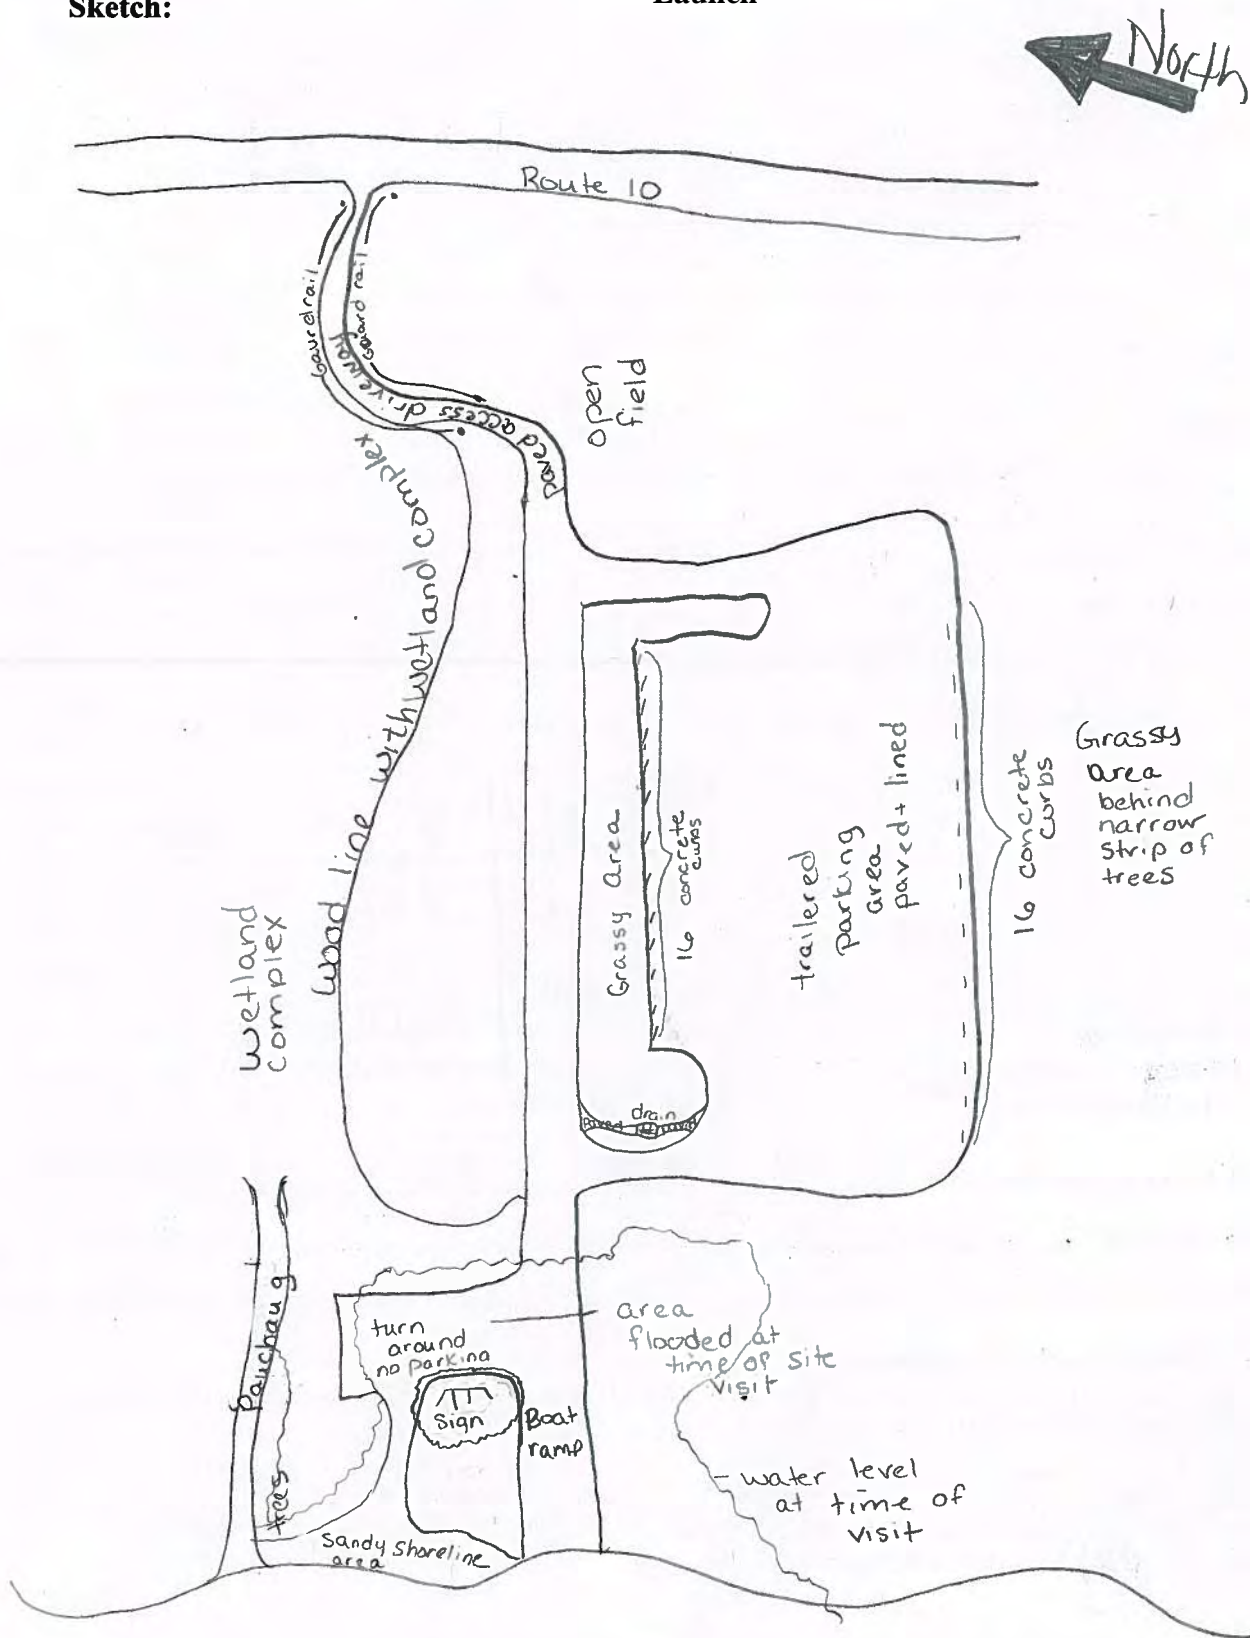 Sketch:
Launch
North
Route 10
Gaurdrail
Guard rail
paved access driveway
open
field
Wood line with wetland complex
Grassy area
16 concrete
curbs
trailered
parking
area
paved + lined
16 concrete
curbs
Grassy
area
behind
narrow
strip of
trees
wetland
complex
drain
Paved
paved
Pauchaug
trees
turn
around
no parking
area
flooded at
time of site
visit
Sign
Boat
ramp
- water level
at time of
visit
Sandy Shoreline
area